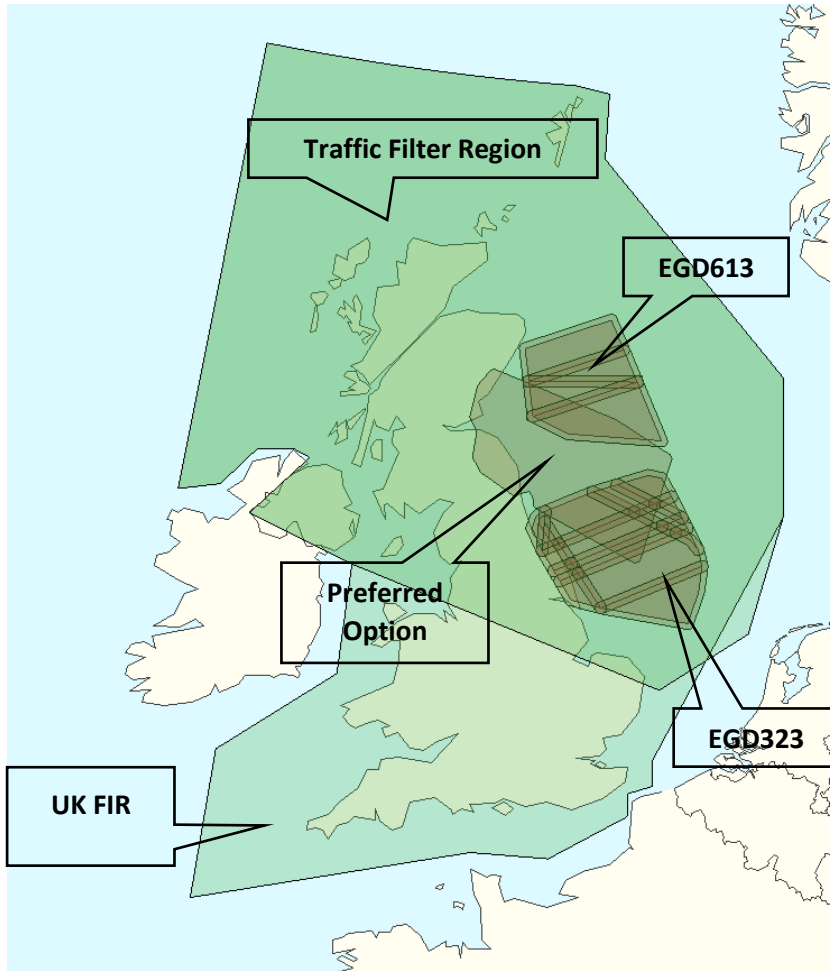 Traffic Filter Region
EGD613
Preferred
Option
EGD323
UK FIR